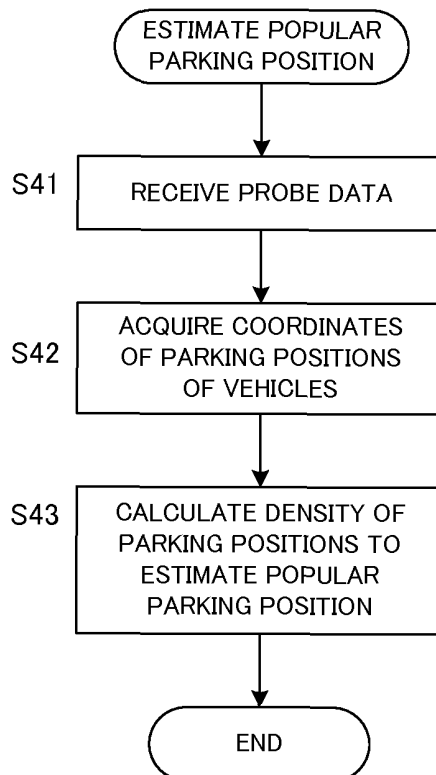 ESTIMATE POPULAR
PARKING POSITION
S41
RECEIVE PROBE DATA
S42
ACQUIRE COORDINATES
OF PARKING POSITIONS
OF VEHICLES
S43
CALCULATE DENSITY OF
PARKING POSITIONS TO
ESTIMATE POPULAR
PARKING POSITION
END